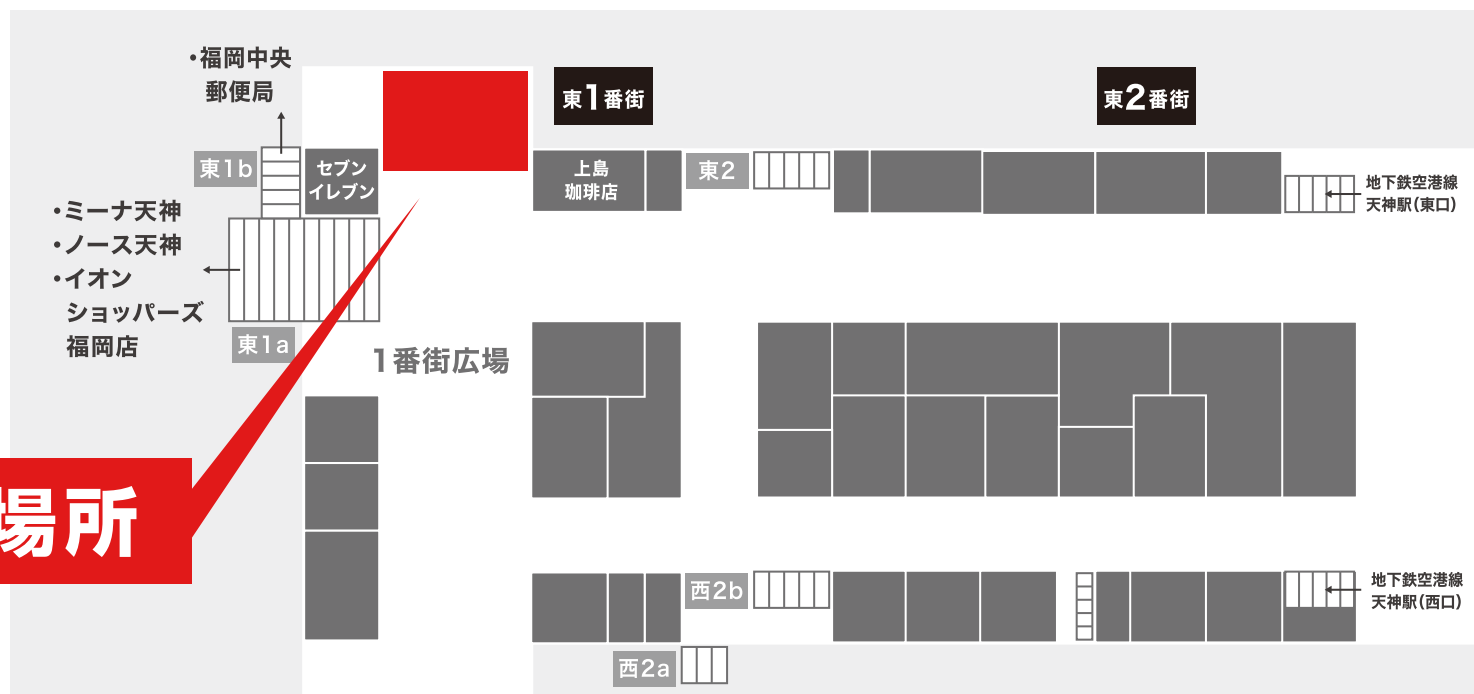 ・福岡中央
郵便局
東1番街
東2番街
東1b
セブン
イレブン
上島
珈琲店
東2
地下鉄空港線
天神駅(東口)
・ミーナ天神
・ノース天神
・イオン
ショッパーズ
福岡店
東1a
1番街広場
場所
西2b
地下鉄空港線
天神駅(西口)
西2a